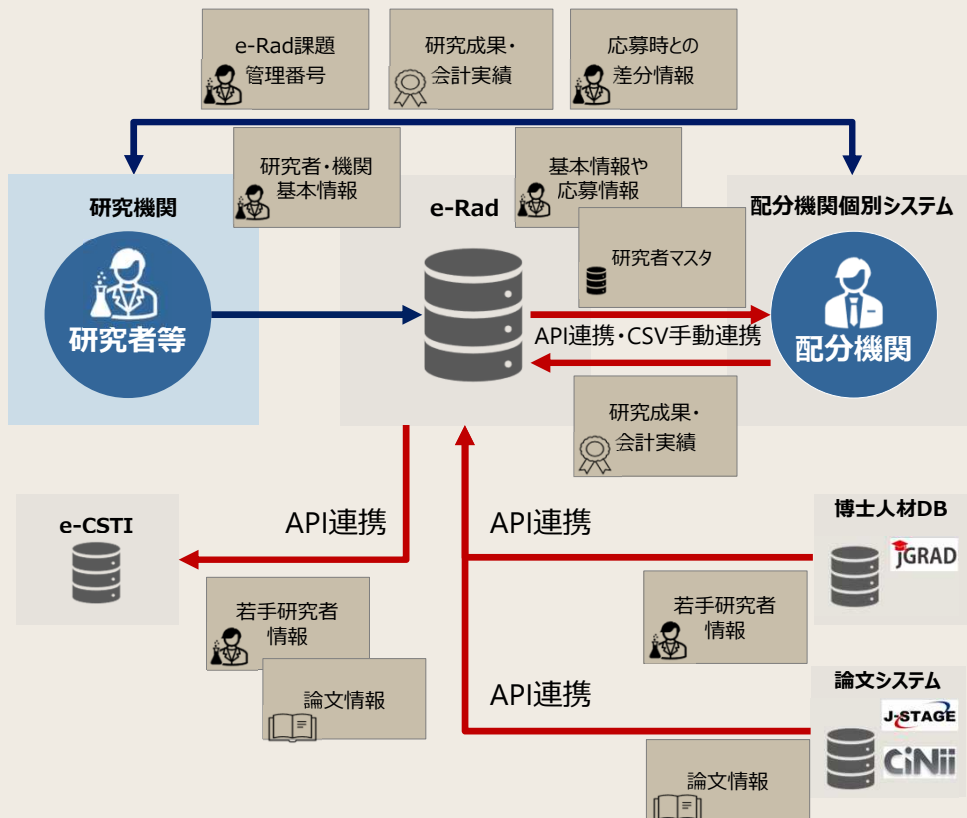 e-Rad課題
管理番号
研究成果・
会計実績
応募時との
差分情報
研究者・機関
基本情報
基本情報や
応募情報
研究機関
e-Rad
配分機関個別システム
研究者マスタ
研究者等
API連携・CSV手動連携
配分機関
研究成果・
会計実績
e-CSTI
API連携
API連携
博士人材DB
jGRAD
若手研究者
情報
若手研究者
情報
論文情報
API連携
論文システム
J-STAGE
CiNii
論文情報